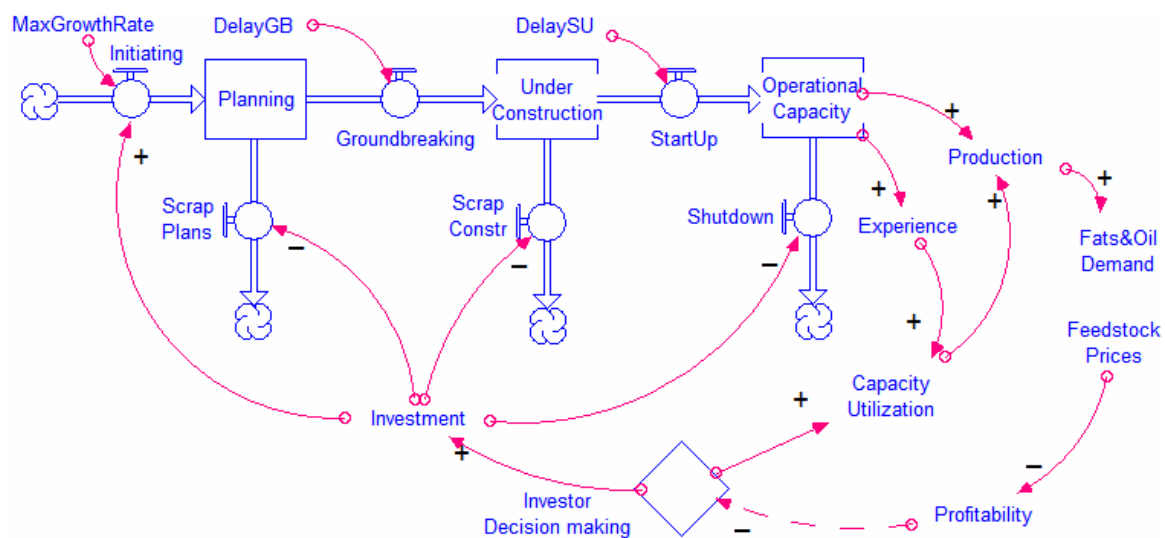 MaxGrowthRate
Initiating
DelayGB
DelaySU
Planning
Under
Construction
Operational
Capacity
Groundbreaking
StartUp
+
+
Production
+
Scrap
Plans
Scrap
Constr
Shutdown
+
Experience
+
Fats&Oil
Demand
−
−
−
+
Feedstock
Prices
Capacity
Utilization
+
Investment
+
−
Investor
Decision making
−
Profitability